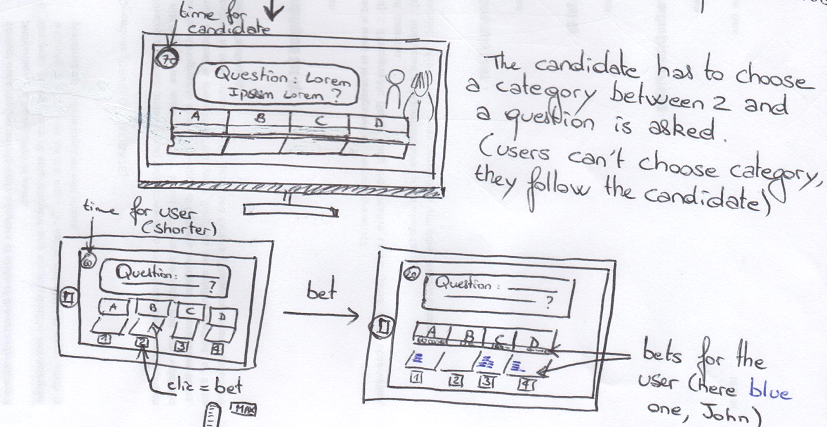 time for
candidate
70
Question : Lorem
Ipsum Lorem ?
A B C D
The candidate has to choose
a category between 2 and
a question is asked.
(users can't choose category,
they follow the candidate)
time for user
(shorter)
60
Question :
?
A B C D
1 2 3 4
clic = bet
MAX
bet
Question :
?
A B C D
1 2 3 4
bets for the
user (here blue
one, John)